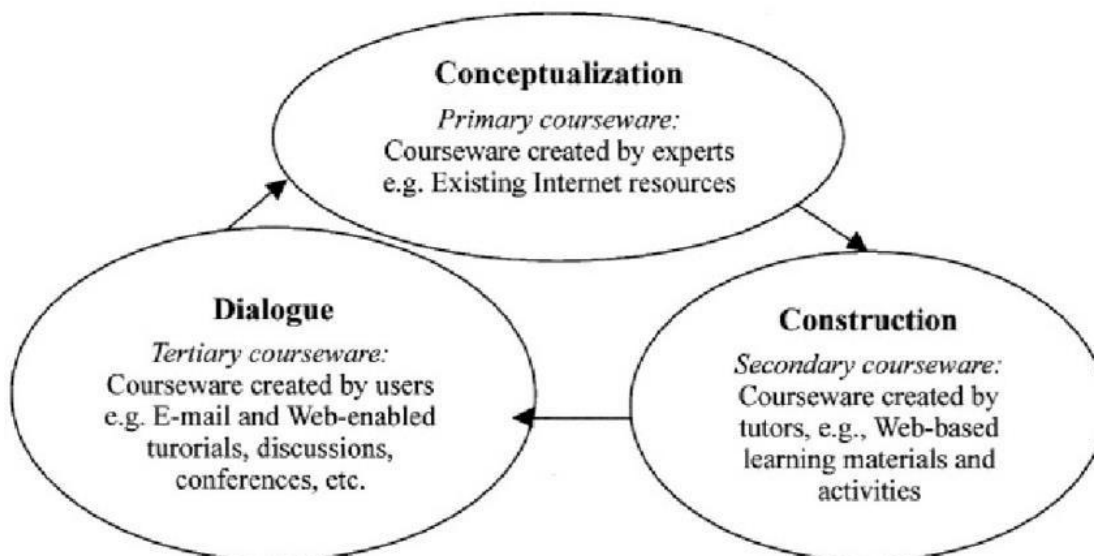 Conceptualization
Primary courseware:
Courseware created by experts
e.g. Existing Internet resources
Dialogue
Tertiary courseware:
Courseware created by users
e.g. E-mail and Web-enabled
turorials, discussions,
conferences, etc.
Construction
Secondary courseware:
Courseware created by
tutors, e.g., Web-based
learning materials and
activities